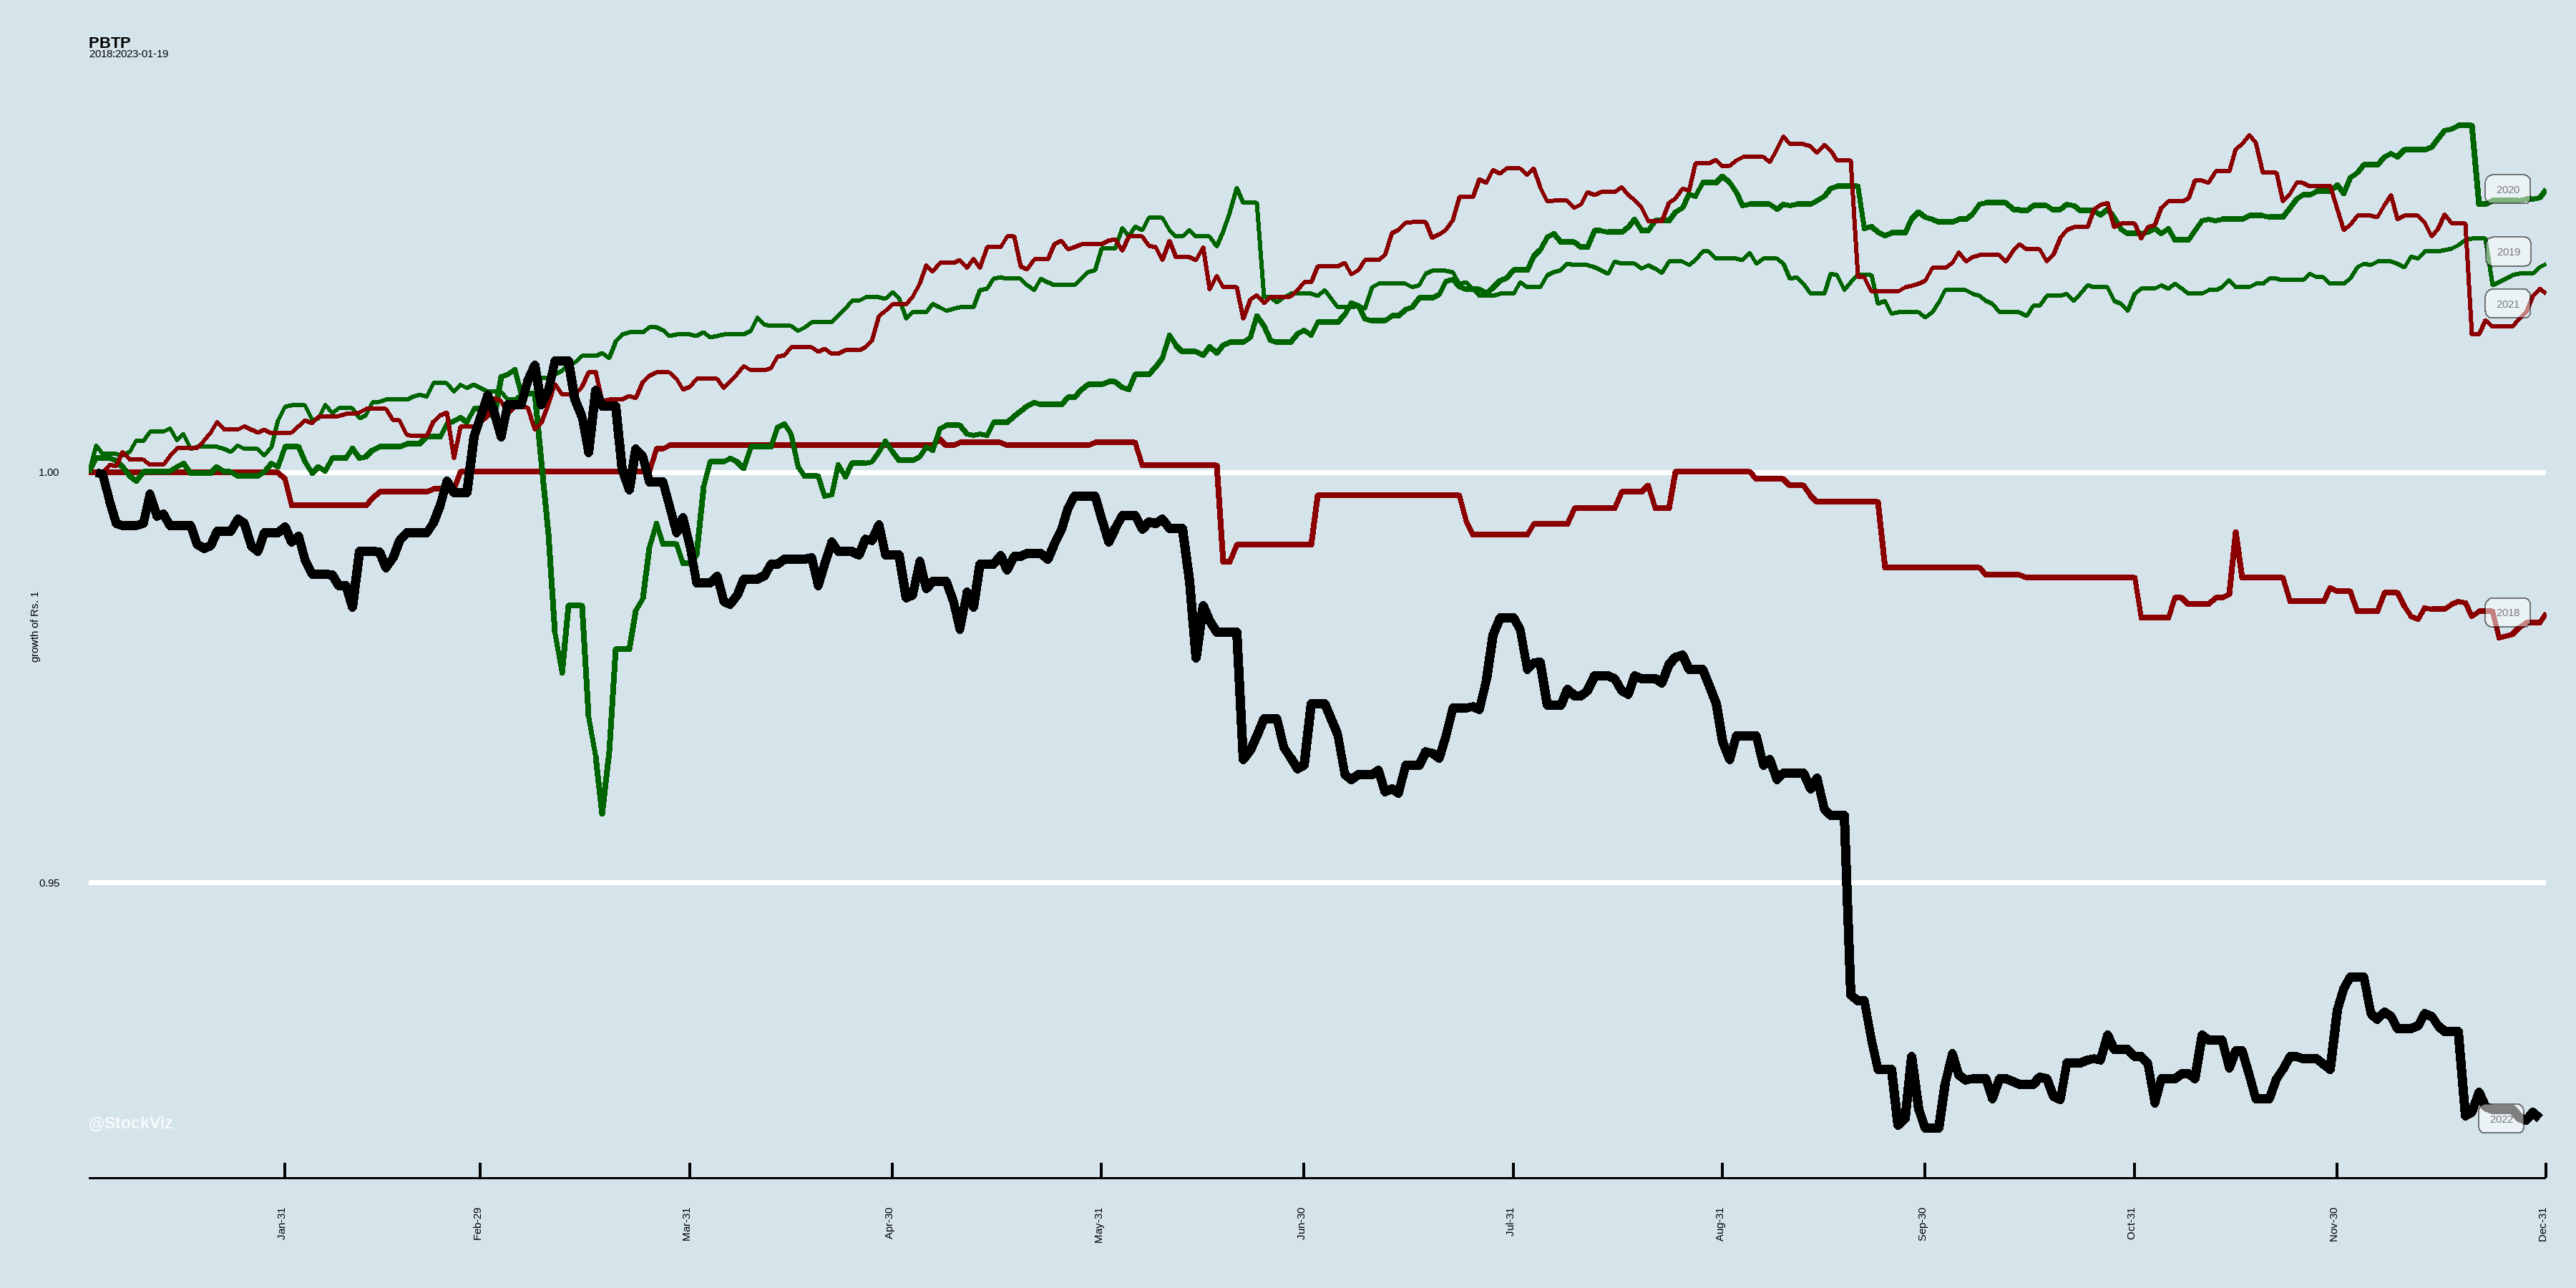 PBTP
2018:2023-01-19
2020
2019
2021
1.00
growth of Rs. 1
2018
0.95
@StockViz
2022
Jan-31
Feb-29
Mar-31
Apr-30
May-31
Jun-30
Jul-31
Aug-31
Sep-30
Oct-31
Nov-30
Dec-31